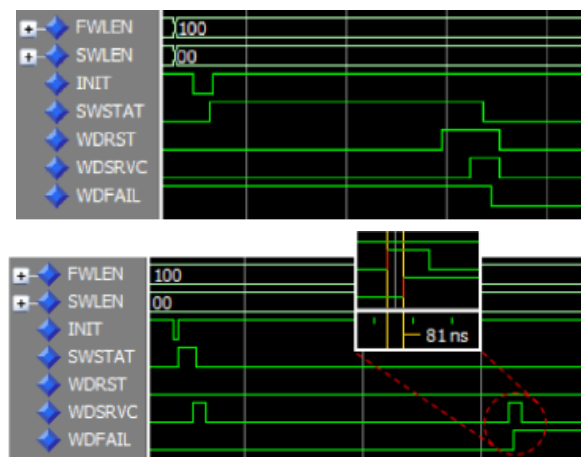 FWLEN 100
SWLEN 00
INIT
SWSTAT
WDRST
WDSRVC
WDFAIL
FWLEN 100
SWLEN 00
INIT
SWSTAT
WDRST
WDSRVC
WDFAIL
81 ns